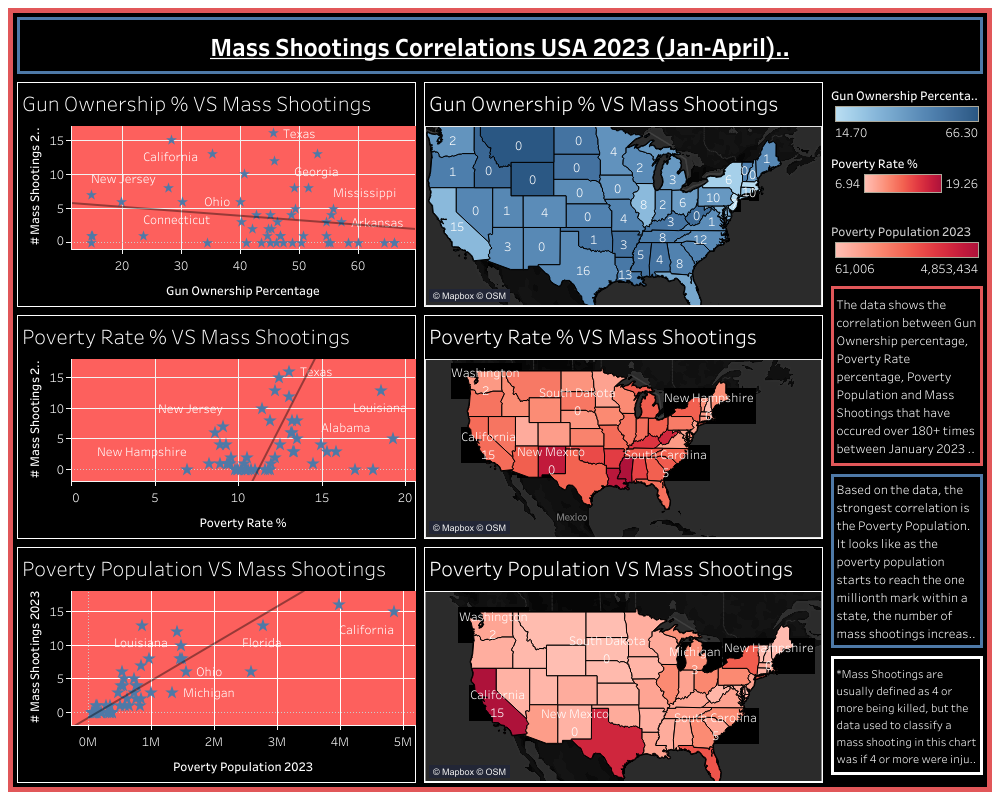 Mass Shootings Correlations USA 2023 (Jan-April)..
Gun Ownership % VS Mass Shootings
# Mass Shootings 2..
15
10
5
0
Texas
California
Georgia
New Jersey
Mississippi
Ohio
Connecticut
Arkansas
20
30
40
50
60
Gun Ownership Percentage
Gun Ownership % VS Mass Shootings
2
0
0
4
1
1
0
0
0
2
3
6
0
0
10
15
0
1
4
0
0
8
2
6
10
0
1
3
3
0
1
3
8
12
16
13
5
4
8
© Mapbox © OSM
Gun Ownership Percenta..
14.70
66.30
Poverty Rate %
6.94
19.26
Poverty Population 2023
61,006
4,853,434
Poverty Rate % VS Mass Shootings
# Mass Shootings 2..
15
10
5
0
Texas
New Jersey
Louisiana
Alabama
New Hampshire
0
5
10
15
20
Poverty Rate %
Poverty Rate % VS Mass Shootings
Washington
2
South Dakota
0
New Hampshire
California
15
New Mexico
0
South Carolina
5
Mexico
© Mapbox © OSM
The data shows the
correlation between Gun
Ownership percentage,
Poverty Rate
percentage, Poverty
Population and Mass
Shootings that have
occured over 180+ times
between January 2023 ..
Poverty Population VS Mass Shootings
# Mass Shootings 2023
15
10
5
0
California
Louisiana
Florida
Ohio
Michigan
0M
1M
2M
3M
4M
5M
Poverty Population 2023
Poverty Population VS Mass Shootings
Washington
2
South Dakota
0
Michigan
3
New Hampshire
California
15
New Mexico
0
South Carolina
© Mapbox © OSM
Based on the data, the
strongest correlation is
the Poverty Population.
It looks like as the
poverty population
starts to reach the one
millionth mark within a
state, the number of
mass shootings increas..
*Mass Shootings are
usually defined as 4 or
more being killed, but the
data used to classify a
mass shooting in this chart
was if 4 or more were inju..